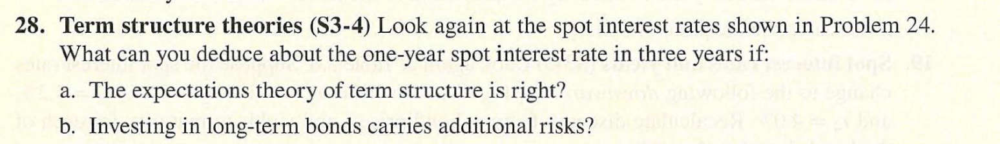 28. Term structure theories (S3-4) Look again at the spot interest rates shown in Problem 24.
What can you deduce about the one-year spot interest rate in three years if:
a. The expectations theory of term structure is right?
b. Investing in long-term bonds carries additional risks?